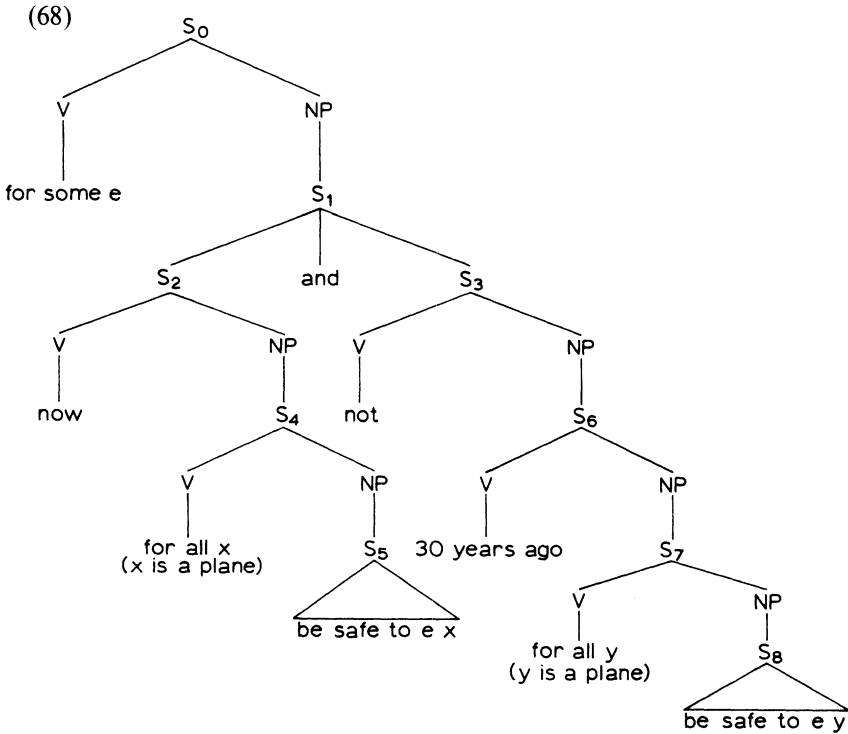 (68)
S0
V NP
for some e S1
S2 and S3
V NP V NP
now S4 not S6
V NP V NP
for all x S5 30 years ago S7
(x is a plane)
V NP
be safe to e x
for all y S8
(y is a plane)
be safe to e y